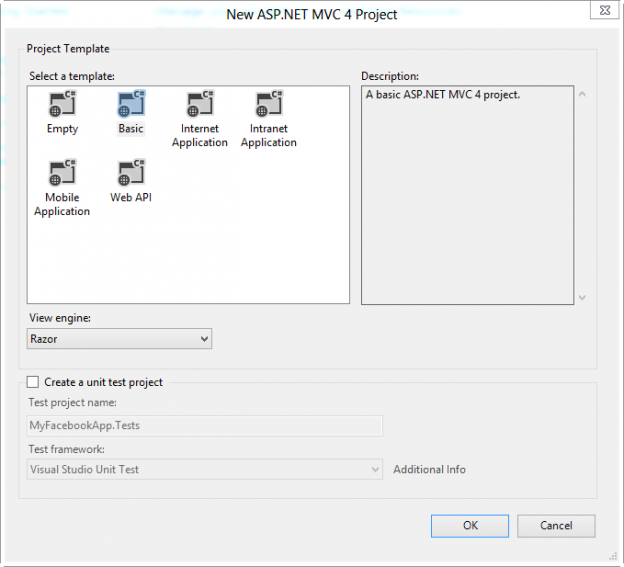 New ASP.NET MVC 4 Project
Project Template
Select a template:
Description:
C#
C#
C#
C#
A basic ASP.NET MVC 4 project.
Empty
Basic
Internet Application
Intranet Application
C#
C#
Mobile Application
Web API
View engine:
Razor
Create a unit test project
Test project name:
MyFacebookApp.Tests
Test framework:
Visual Studio Unit Test
Additional Info
OK
Cancel